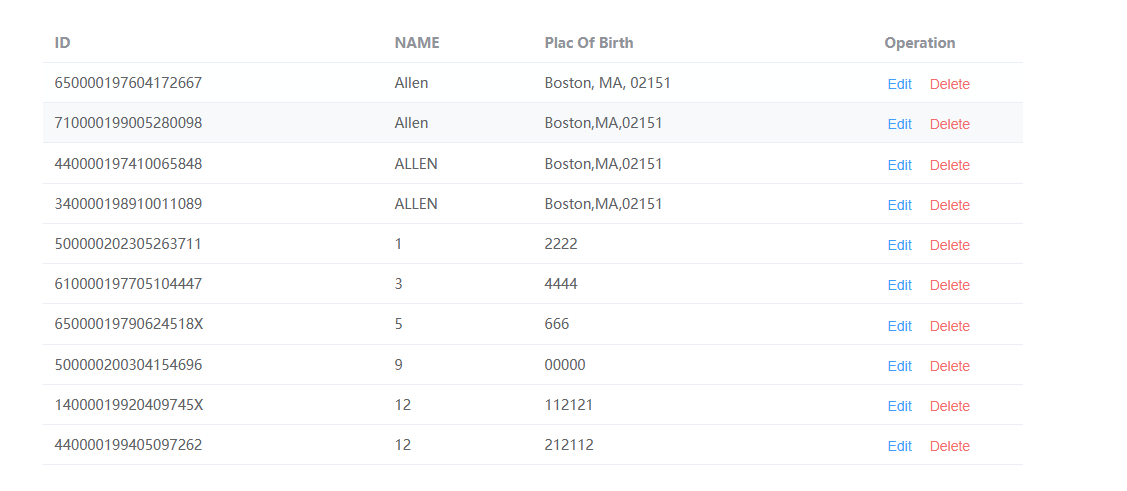 ID NAME Plac Of Birth Operation
650000197604172667 Allen Boston, MA, 02151 Edit Delete
710000199005280098 Allen Boston,MA,02151 Edit Delete
440000197410065848 ALLEN Boston,MA,02151 Edit Delete
340000198910011089 ALLEN Boston,MA,02151 Edit Delete
500000202305263711 1 2222 Edit Delete
610000197705104447 3 4444 Edit Delete
65000019790624518X 5 666 Edit Delete
500000200304154696 9 00000 Edit Delete
14000019920409745X 12 112121 Edit Delete
440000199405097262 12 212112 Edit Delete